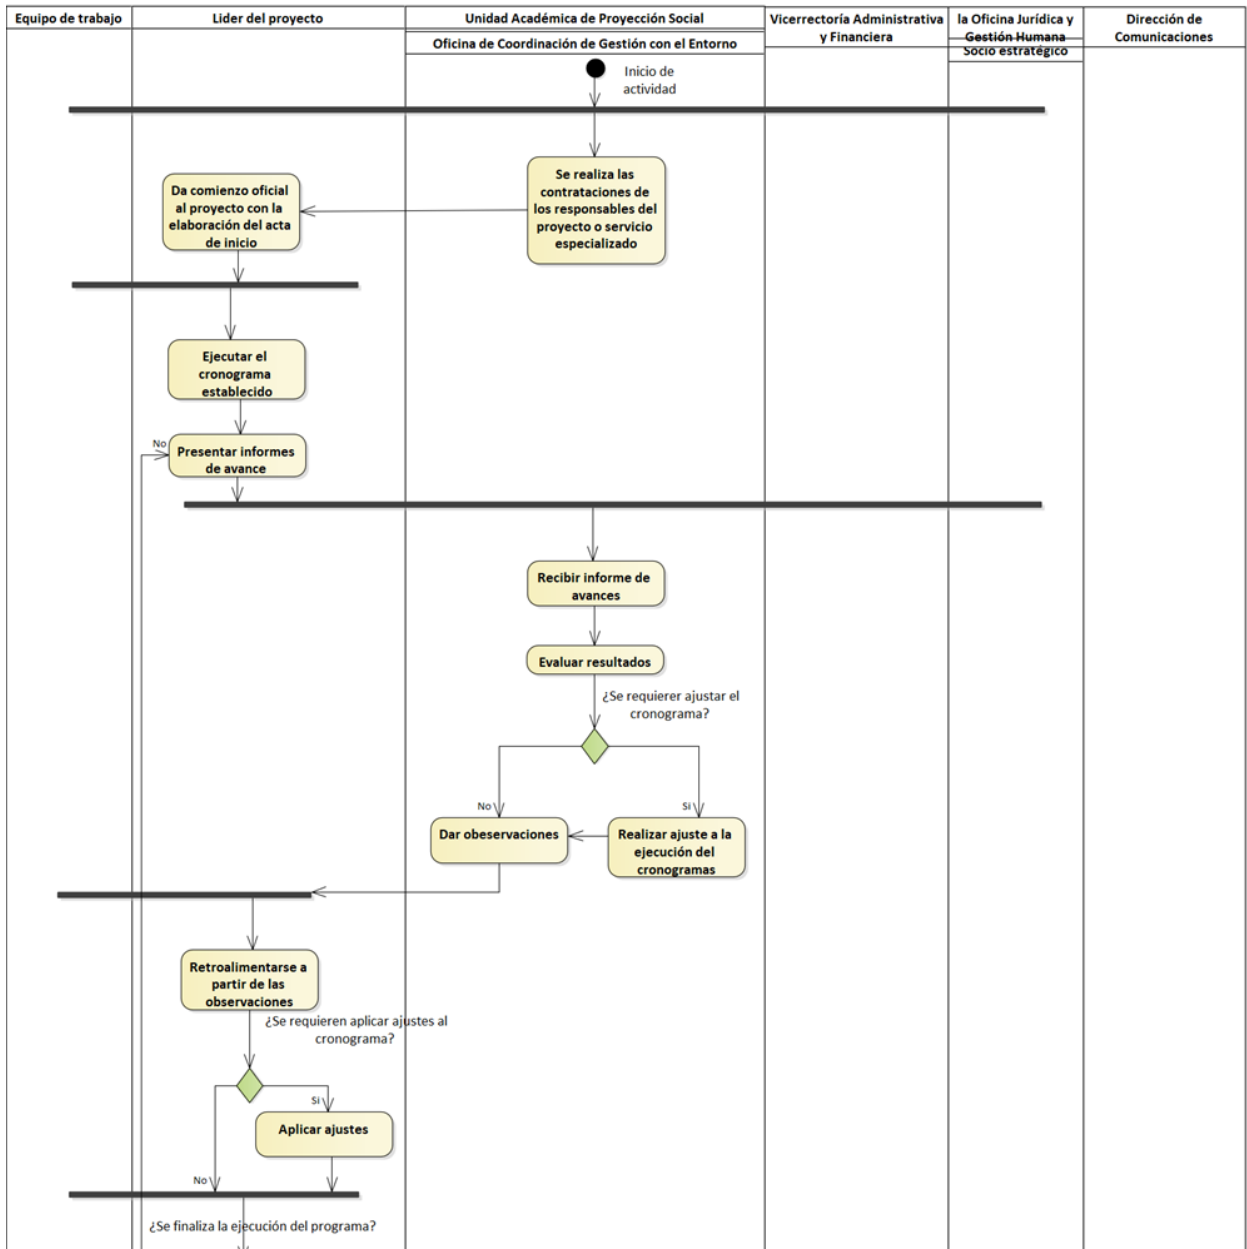 Equipo de trabajo
Lider del proyecto
Unidad Académica de Proyección Social
Oficina de Coordinación de Gestión con el Entorno
Vicerrectoría Administrativa
y Financiera
la Oficina Jurídica y
Gestión Humana
Socio estratégico
Dirección de
Comunicaciones
Inicio de
actividad
Se realiza las
contrataciones de
los responsables del
proyecto o servicio
especializado
Da comienzo oficial
al proyecto con la
elaboración del acta
de inicio
Ejecutar el
cronograma
establecido
No
Presentar informes
de avance
Recibir informe de
avances
Evaluar resultados
¿Se requierer ajustar el
cronograma?
No
Si
Dar obeservaciones
Realizar ajuste a la
ejecución del
cronogramas
Retroalimentarse a
partir de las
observaciones
¿Se requieren aplicar ajustes al
cronograma?
Si
Aplicar ajustes
No
¿Se finaliza la ejecución del programa?